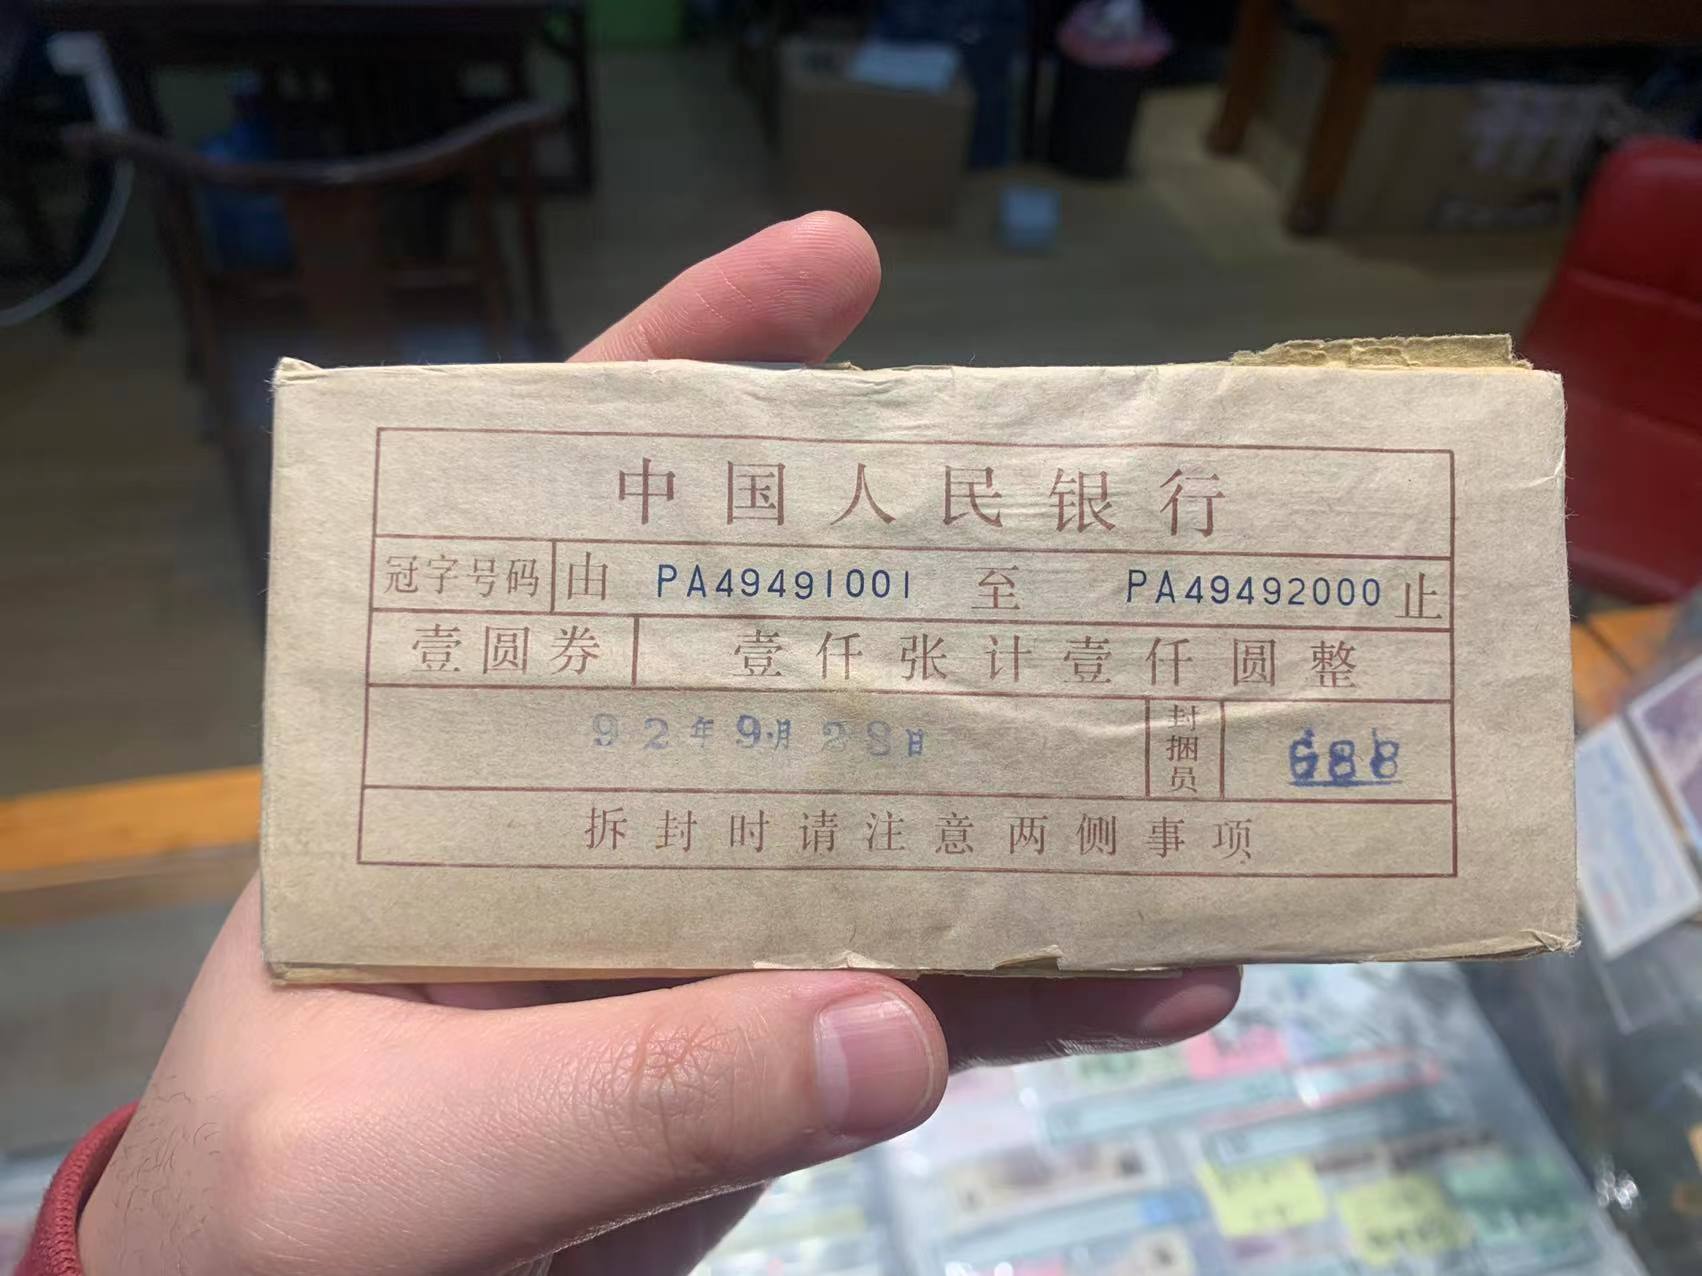 中国人民银行
冠字号码 由 PA49491001 至 PA49492000 止
壹圆券 壹仟张计壹仟圆整
92年9月28日 封捆员 688
拆封时请注意两侧事项